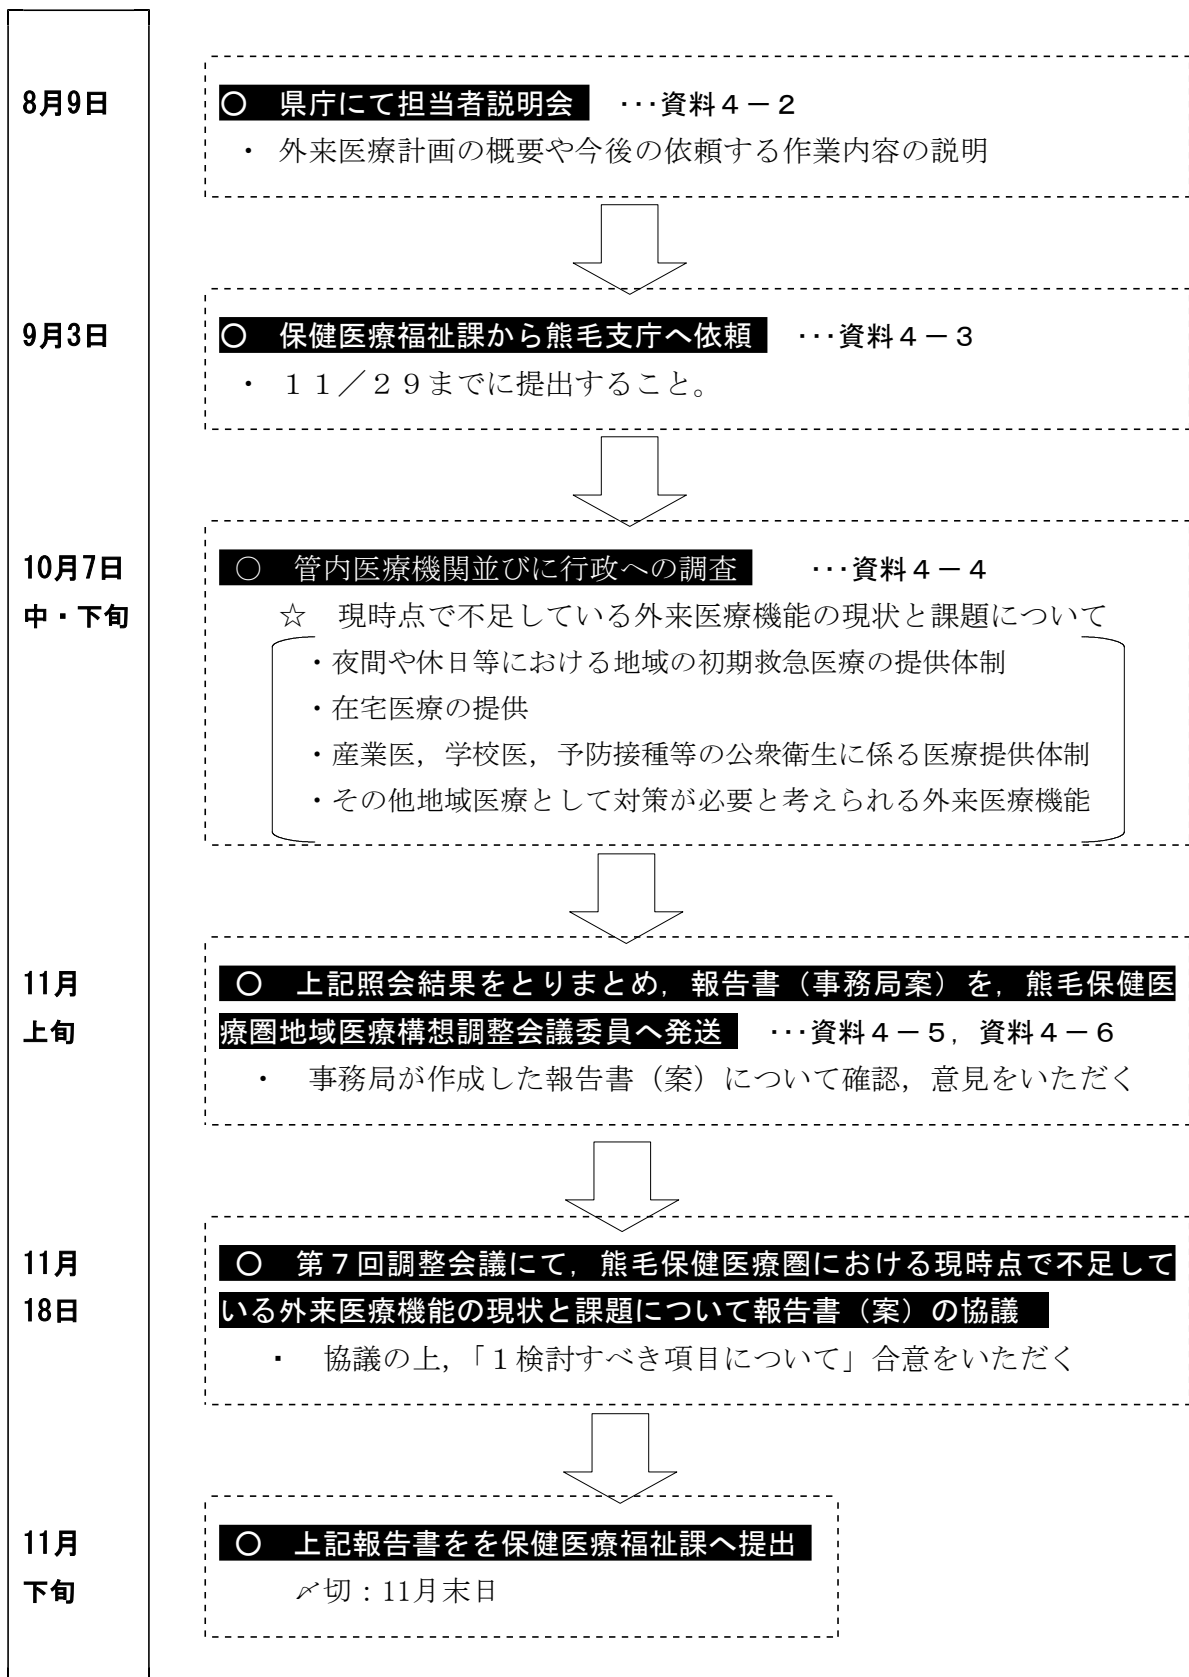 8月9日
○　県庁にて担当者説明会　･･･資料４－２
・ 外来医療計画の概要や今後の依頼する作業内容の説明
9月3日
○　保健医療福祉課から熊毛支庁へ依頼　･･･資料４－３
・ １１／２９までに提出すること。
10月7日
中・下旬
○　管内医療機関並びに行政への調査　･･･資料４－４
☆　現時点で不足している外来医療機能の現状と課題について
・夜間や休日等における地域の初期救急医療の提供体制
・在宅医療の提供
・産業医，学校医，予防接種等の公衆衛生に係る医療提供体制
・その他地域医療として対策が必要と考えられる外来医療機能
11月
上旬
○　上記照会結果をとりまとめ，報告書（事務局案）を，熊毛保健医
療圏地域医療構想調整会議委員へ発送　･･･資料４－５，資料４－６
・　事務局が作成した報告書（案）について確認，意見をいただく
11月
18日
○　第７回調整会議にて，熊毛保健医療圏における現時点で不足して
いる外来医療機能の現状と課題について報告書（案）の協議
・　協議の上，「１検討すべき項目について」合意をいただく
11月
下旬
○　上記報告書をを保健医療福祉課へ提出
〆切：11月末日